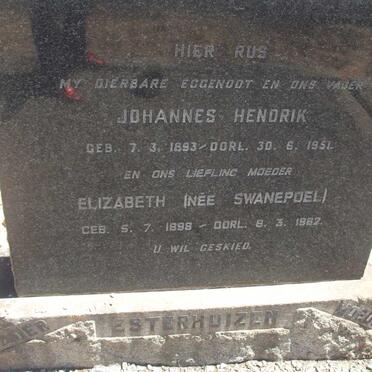 HIER RUS
MY DIERBARE EGGENOOT EN ONS VADER
JOHANNES HENDRIK
GEB. 7. 3. 1893 - OORL. 30. 6. 1951.
EN ONS LIEFLING MOEDER
ELIZABETH (NÉE SWANEPOEL)
GEB. 5. 7. 1898 - OORL. 8. 3. 1982.
U WIL GESKIED.
ESTERHUIZEN